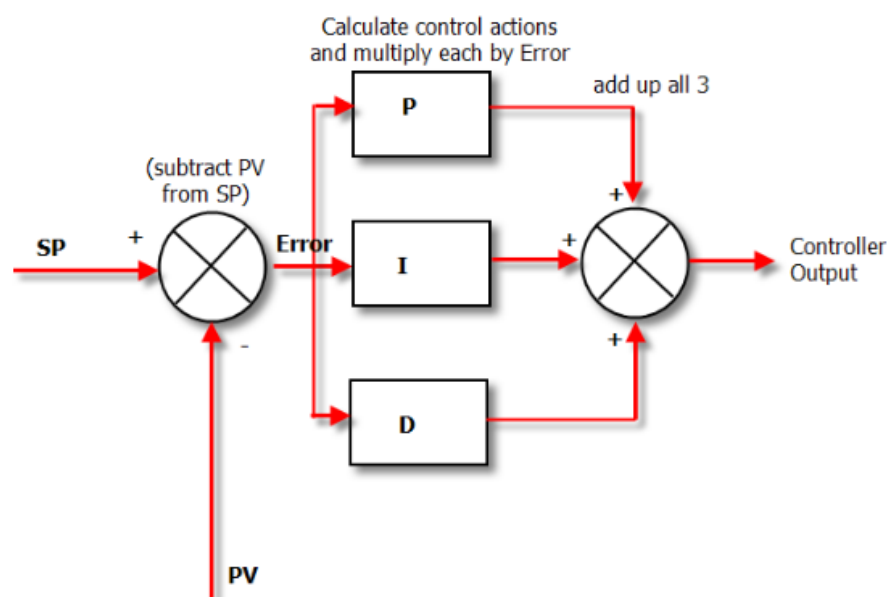 Calculate control actions
and multiply each by Error
P
add up all 3
(subtract PV
from SP)
+
SP
+
Error
I
+
Controller
Output
-
+
D
PV